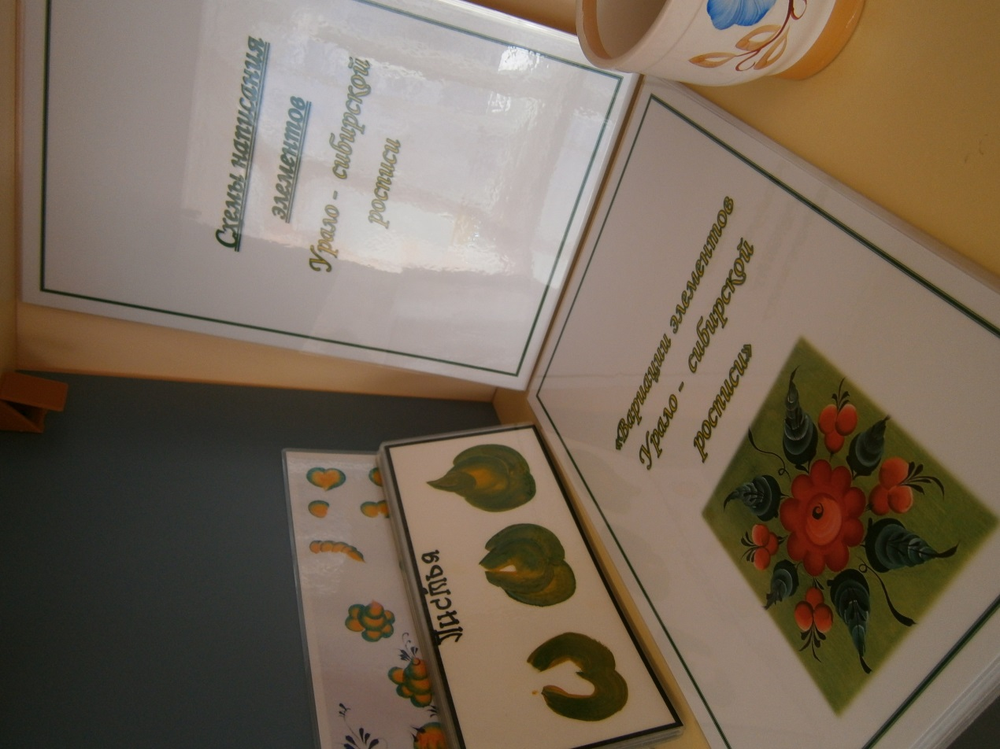 Схемы написания
элементов
Урало - сибирской
росписи
«Вариации элементов
Урало - сибирской
росписи»
Листья